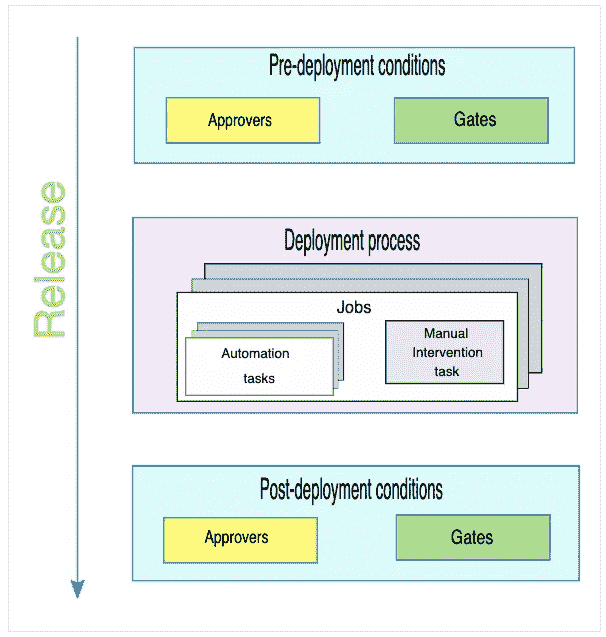 Release
Pre-deployment conditions
Approvers
Gates
Deployment process
Jobs
Automation
tasks
Manual
Intervention
task
Post-deployment conditions
Approvers
Gates